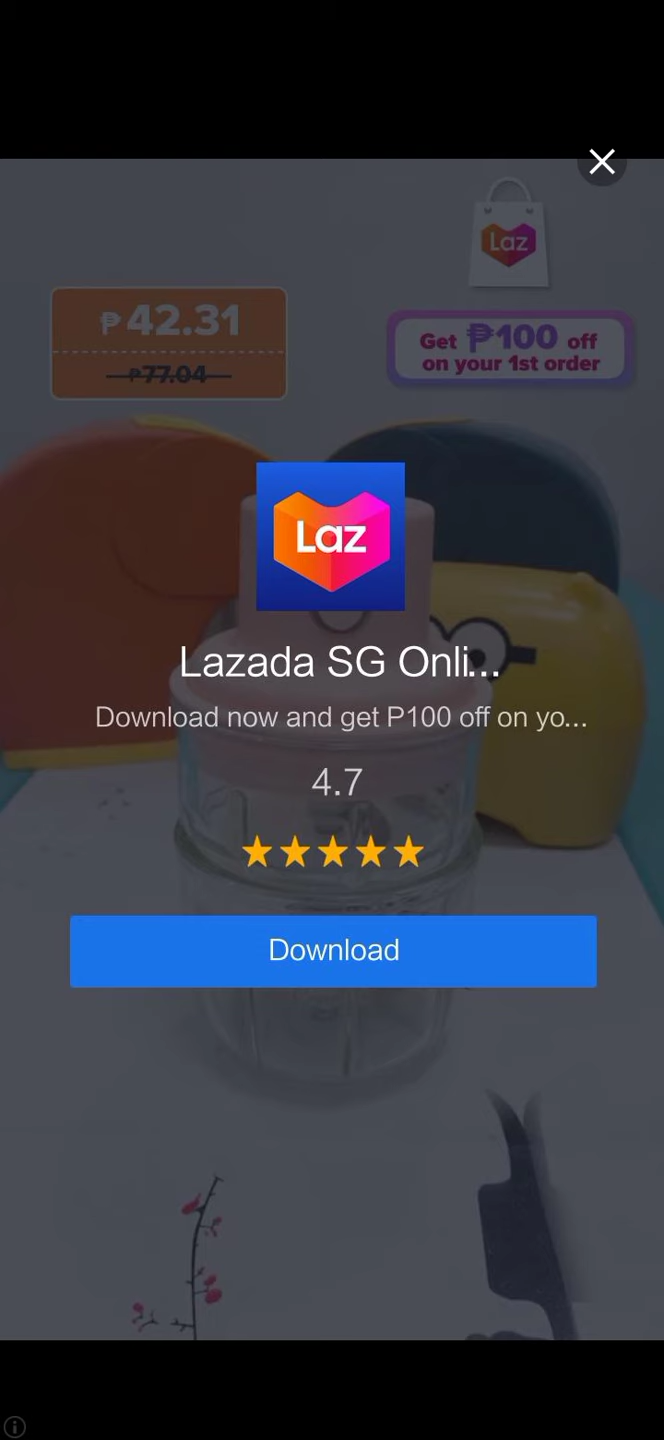 Laz
₱42.31
₱77.04
Get ₱100 off
on your 1st order
Laz
Lazada SG Onli...
Download now and get P100 off on yo...
4.7
Download